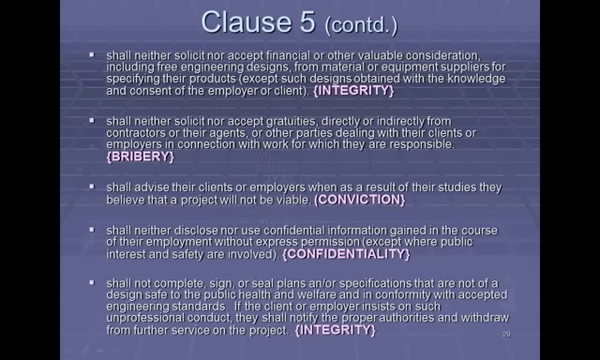 Clause 5 (contd.)
shall neither solicit nor accept financial or other valuable consideration,
including free engineering designs, from material or equipment suppliers for
specifying their products (except such designs obtained with the knowledge
and consent of the employer or client). {INTEGRITY}
shall neither solicit nor accept gratuities, directly or indirectly from
contractors or their agents, or other parties dealing with their clients or
employers in connection with work for which they are responsible.
{BRIBERY}
shall advise their clients or employers when as a result of their studies they
believe that a project will not be viable. (CONVICTION}
shall neither disclose nor use confidential information gained in the course
of their employment without express permission (except where public
interest and safety are involved). {CONFIDENTIALITY}
shall not complete, sign, or seal plans an/or specifications that are not of a
design safe to the public health and welfare and in conformity with accepted
engineering standards. If the client or employer insists on such
unprofessional conduct, they shall notify the proper authorities and withdraw
from further service on the project. {INTEGRITY}
29